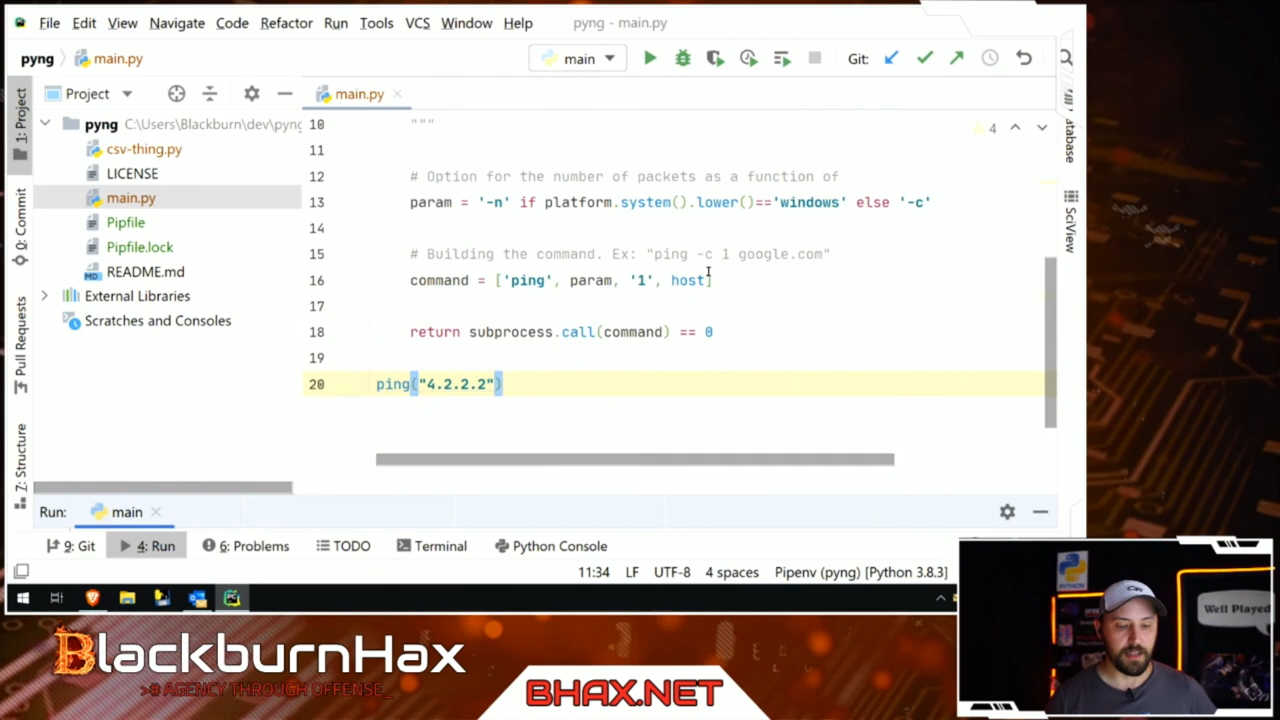 File Edit View Navigate Code Refactor Run Tools VCS Window Help pyng - main.py
pyng main.py main Git:
Project main.py
1: Project
0: Commit
Pull Requests
7: Structure
pyng C:\Users\Blackburn\dev\pyng
csv-thing.py
LICENSE
main.py
Pipfile
Pipfile.lock
README.md
External Libraries
Scratches and Consoles
4
10 """
11
12 # Option for the number of packets as a function of
13 param = '-n' if platform.system().lower()=='windows' else '-c'
14
15 # Building the command. Ex: "ping -c 1 google.com"
16 command = ['ping', param, '1', host]
17
18 return subprocess.call(command) == 0
19
20 ping("4.2.2.2")
SciView
Run: main
9: Git 4: Run 6: Problems TODO Terminal Python Console
11:34 LF UTF-8 4 spaces Pipenv (pyng) [Python 3.8.3]
PYTHON
Well Played
BlackburnHax
># AGENCY THROUGH OFFENSE_
BHAX.NET